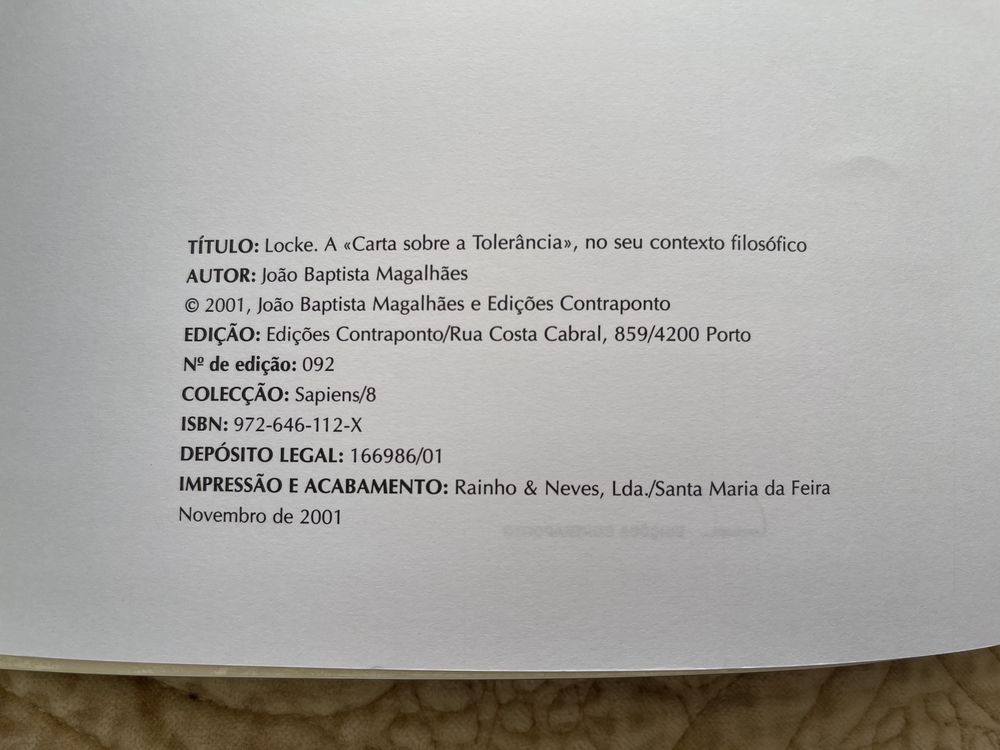 TÍTULO: Locke. A «Carta sobre a Tolerância», no seu contexto filosófico
AUTOR: João Baptista Magalhães
© 2001, João Baptista Magalhães e Edições Contraponto
EDIÇÃO: Edições Contraponto/Rua Costa Cabral, 859/4200 Porto
Nº de edição: 092
COLECÇÃO: Sapiens/8
ISBN: 972-646-112-X
DEPÓSITO LEGAL: 166986/01
IMPRESSÃO E ACABAMENTO: Rainho & Neves, Lda./Santa Maria da Feira
Novembro de 2001